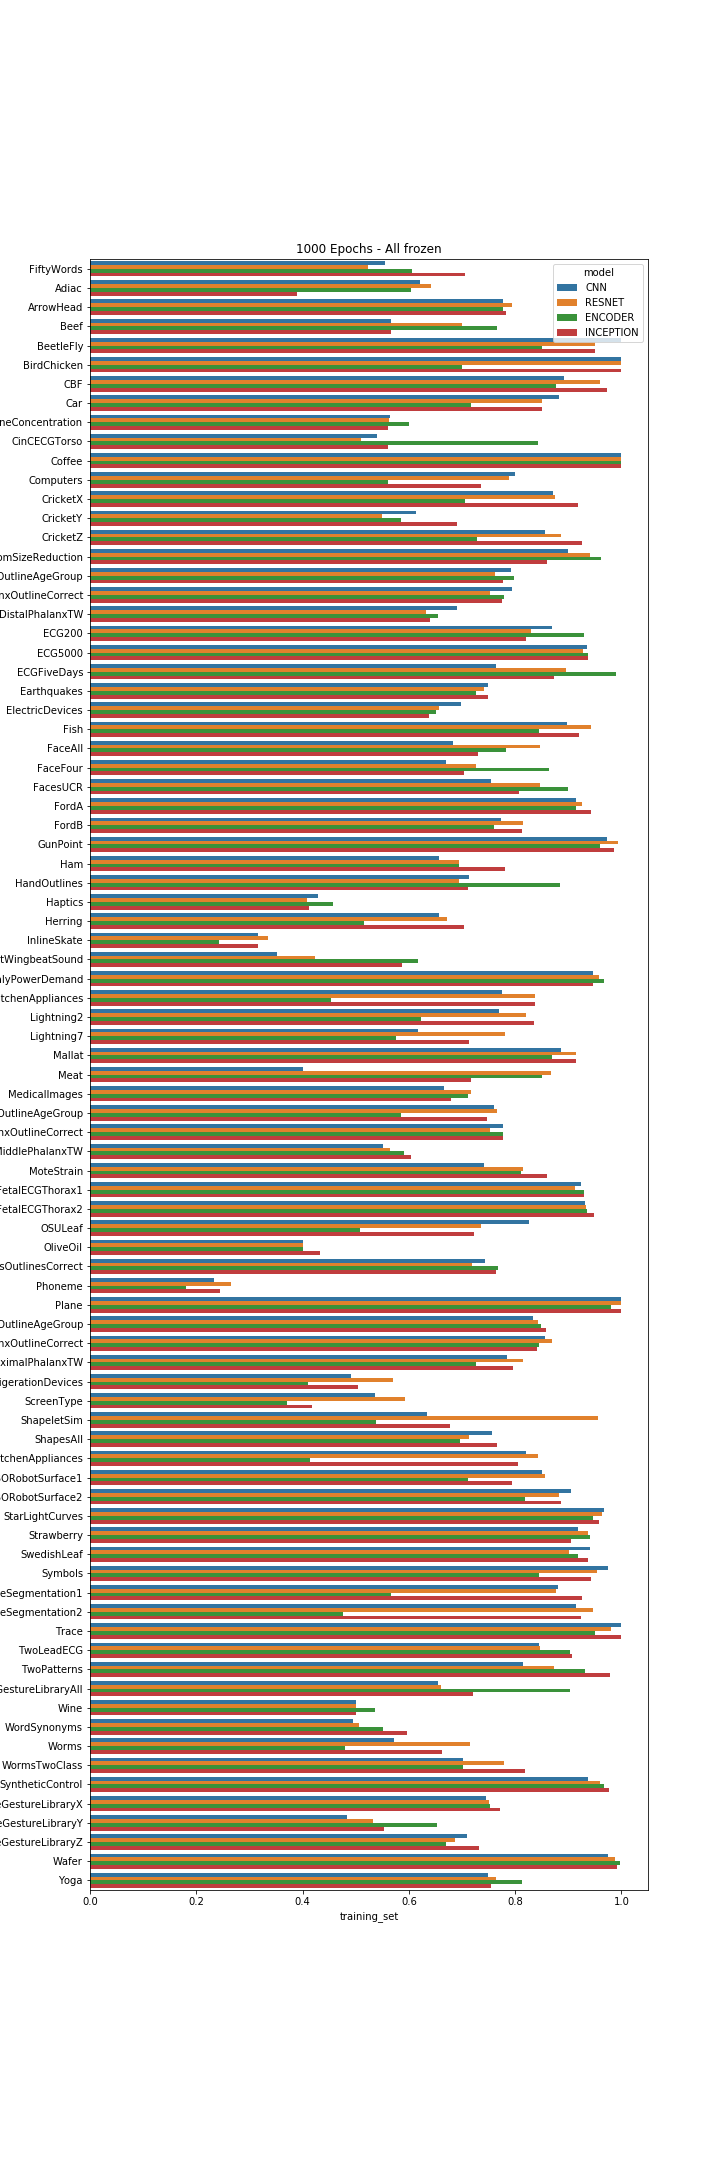 1000 Epochs - All frozen
model
CNN
RESNET
ENCODER
INCEPTION
FiftyWords
Adiac
ArrowHead
Beef
BeetleFly
BirdChicken
CBF
Car
neConcentration
CinCECGTorso
Coffee
Computers
CricketX
CricketY
CricketZ
omSizeReduction
OutlineAgeGroup
nxOutlineCorrect
DistalPhalanxTW
ECG200
ECG5000
ECGFiveDays
Earthquakes
ElectricDevices
Fish
FaceAll
FaceFour
FacesUCR
FordA
FordB
GunPoint
Ham
HandOutlines
Haptics
Herring
InlineSkate
tWingbeatSound
alyPowerDemand
tchenAppliances
Lightning2
Lightning7
Mallat
Meat
MedicalImages
OutlineAgeGroup
nxOutlineCorrect
MiddlePhalanxTW
MoteStrain
FetalECGThorax1
FetalECGThorax2
OSULeaf
OliveOil
sOutlinesCorrect
Phoneme
Plane
OutlineAgeGroup
nxOutlineCorrect
ximalPhalanxTW
igerationDevices
ScreenType
ShapeletSim
ShapesAll
tchenAppliances
ORobotSurface1
ORobotSurface2
StarLightCurves
Strawberry
SwedishLeaf
Symbols
eSegmentation1
eSegmentation2
Trace
TwoLeadECG
TwoPatterns
GestureLibraryAll
Wine
WordSynonyms
Worms
WormsTwoClass
SyntheticControl
eGestureLibraryX
eGestureLibraryY
eGestureLibraryZ
Wafer
Yoga
0.0 0.2 0.4 0.6 0.8 1.0
training_set